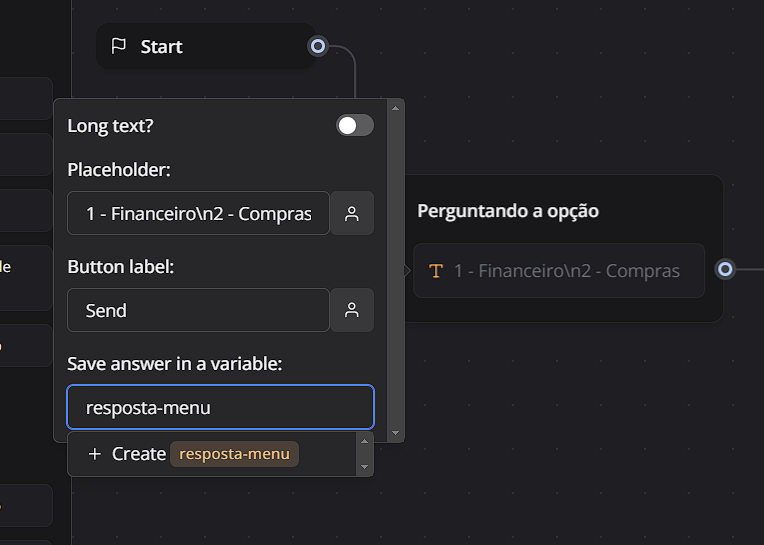 Start
Long text?
Placeholder:
1 - Financeiro\n2 - Compras
Button label:
Send
Save answer in a variable:
resposta-menu
+ Create resposta-menu
Perguntando a opção
1 - Financeiro\n2 - Compras